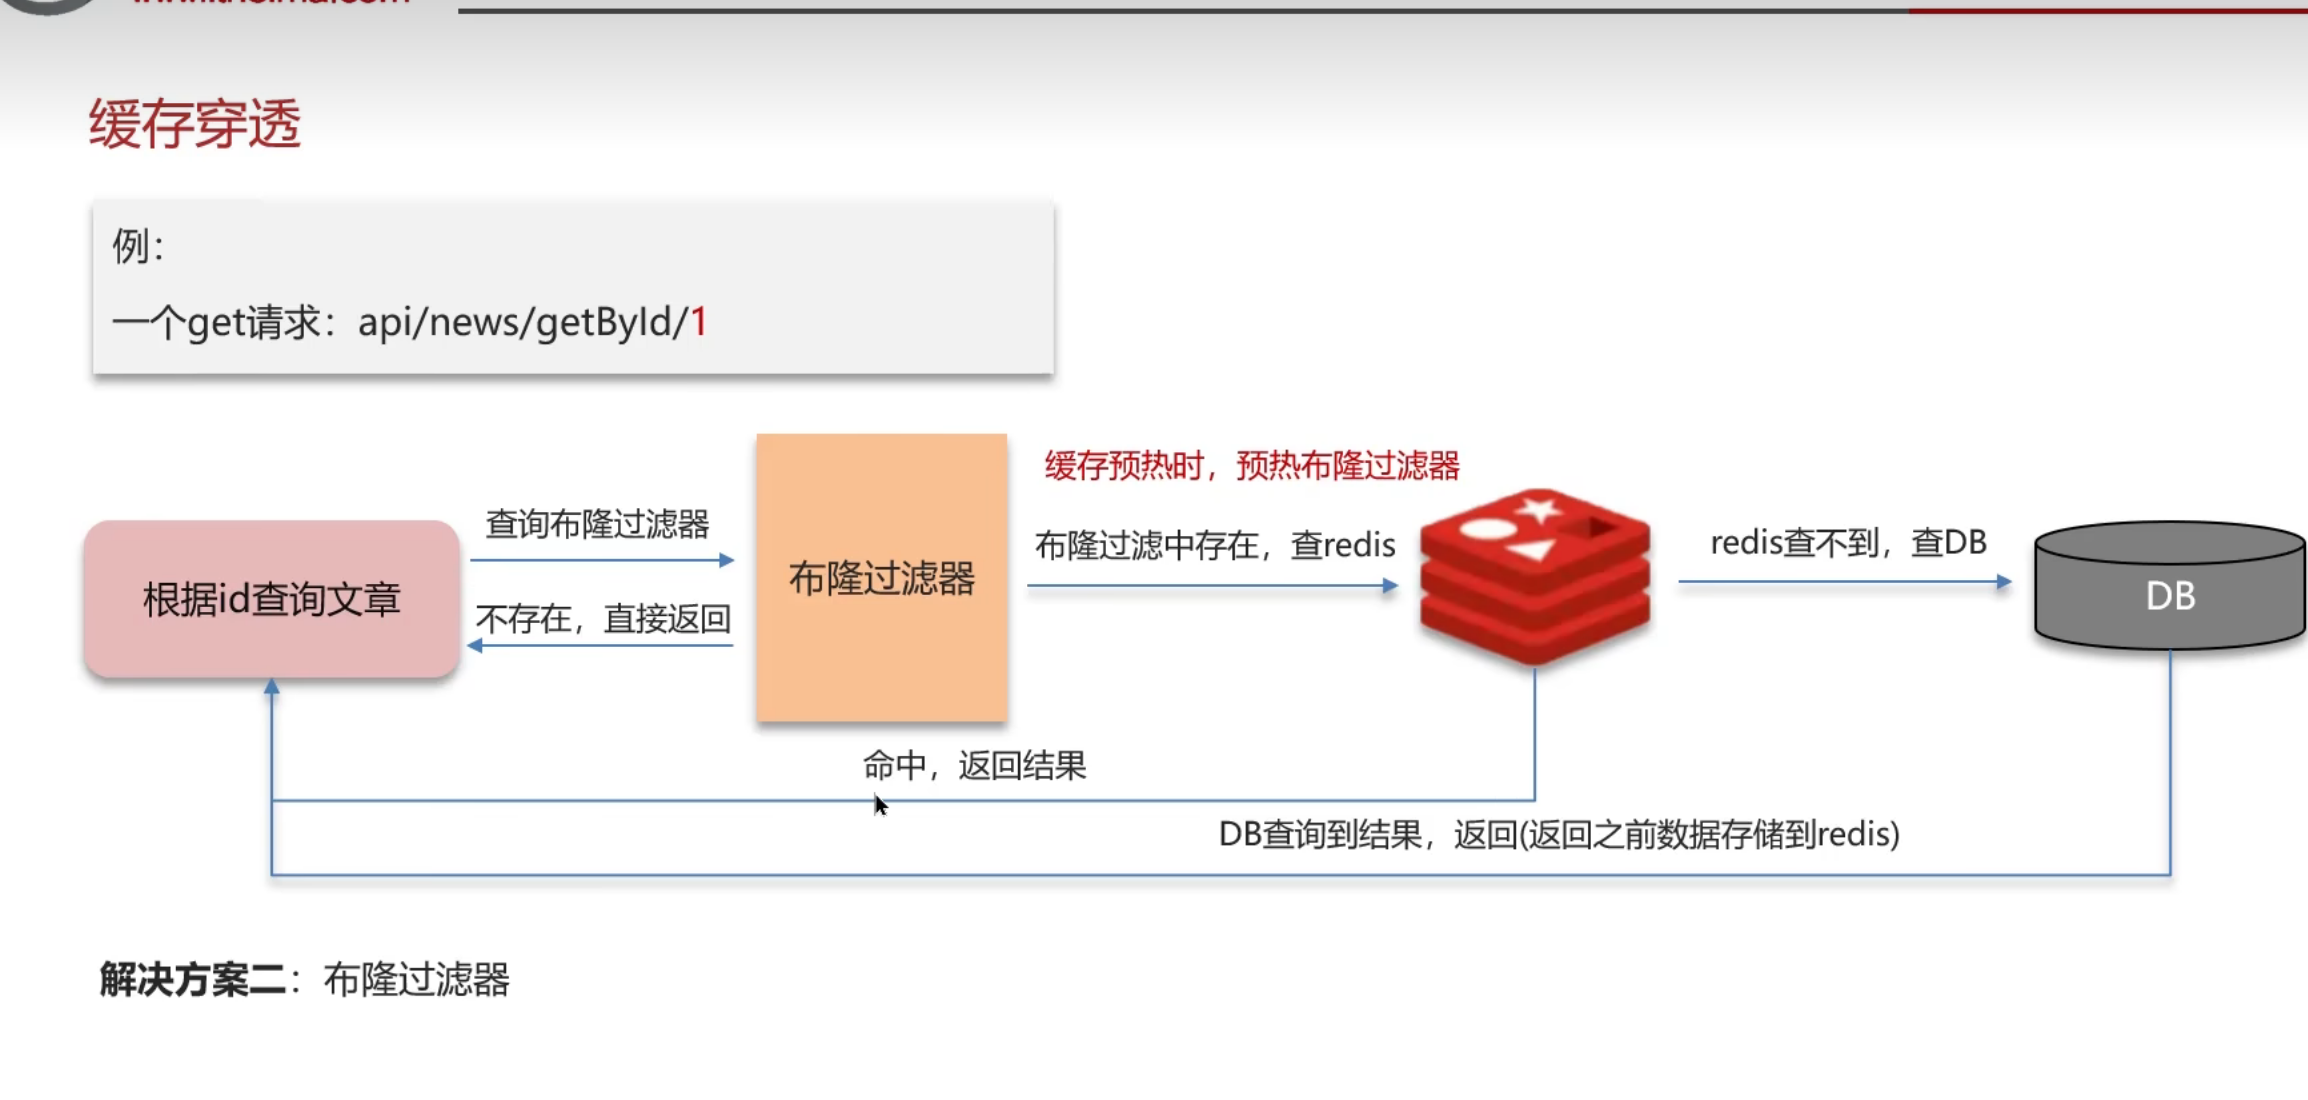 缓存穿透
例：
一个get请求：api/news/getById/1
缓存预热时，预热布隆过滤器
查询布隆过滤器
布隆过滤中存在，查redis
redis查不到，查DB
根据id查询文章
布隆过滤器
DB
不存在，直接返回
命中，返回结果
DB查询到结果，返回(返回之前数据存储到redis)
解决方案二：布隆过滤器